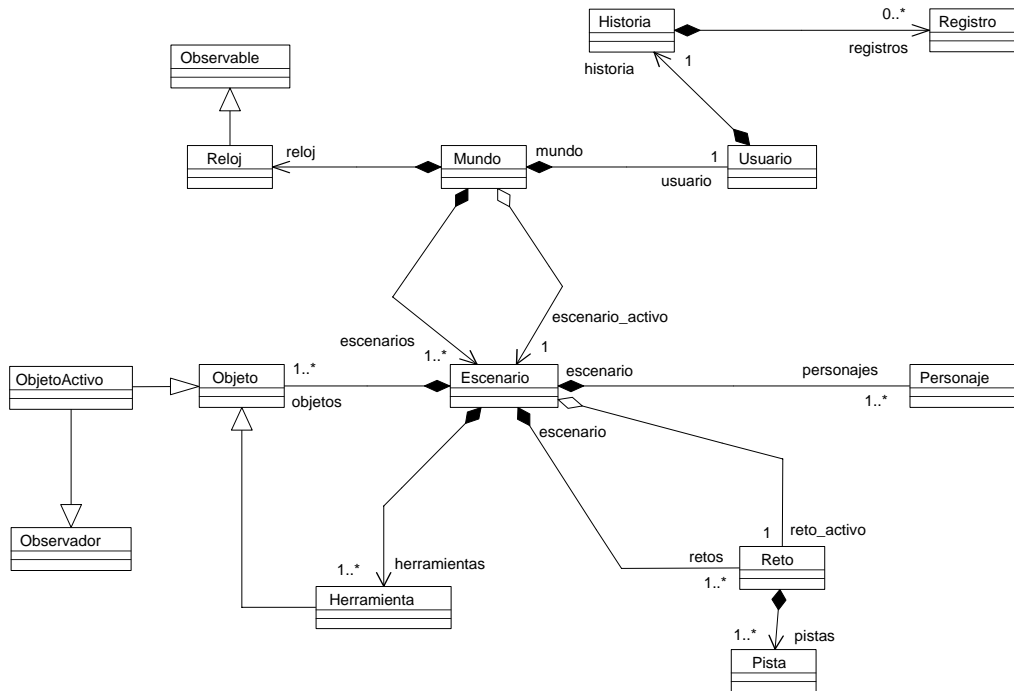 Historia
0..*
Registro
registros
Observable
historia
1
Reloj
reloj
Mundo
mundo
1
Usuario
usuario
escenario_activo
escenarios
1..*
1
ObjetoActivo
Objeto
1..*
objetos
Escenario
escenario
personajes
Personaje
1..*
escenario
Observador
1
reto_activo
retos
Reto
1..*
1..*
herramientas
Herramienta
1..*
pistas
Pista